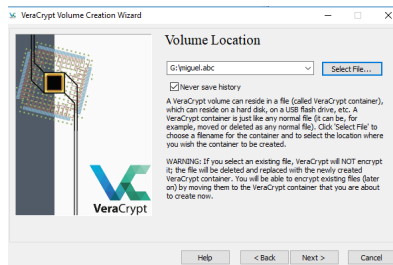 VeraCrypt Volume Creation Wizard
Volume Location
G:\miguel.abc
Select File...
Never save history
A VeraCrypt volume can reside in a file (called VeraCrypt container),
which can reside on a hard disk, on a USB flash drive, etc. A
VeraCrypt container is just like any normal file (it can be, for
example, moved or deleted as any normal file). Click 'Select File' to
choose a filename for the container and to select the location where
you wish the container to be created.
WARNING: If you select an existing file, VeraCrypt will NOT encrypt
it; the file will be deleted and replaced with the newly created
VeraCrypt container. You will be able to encrypt existing files (later
on) by moving them to the VeraCrypt container that you are about
to create now.
VeraCrypt
Help
< Back
Next >
Cancel